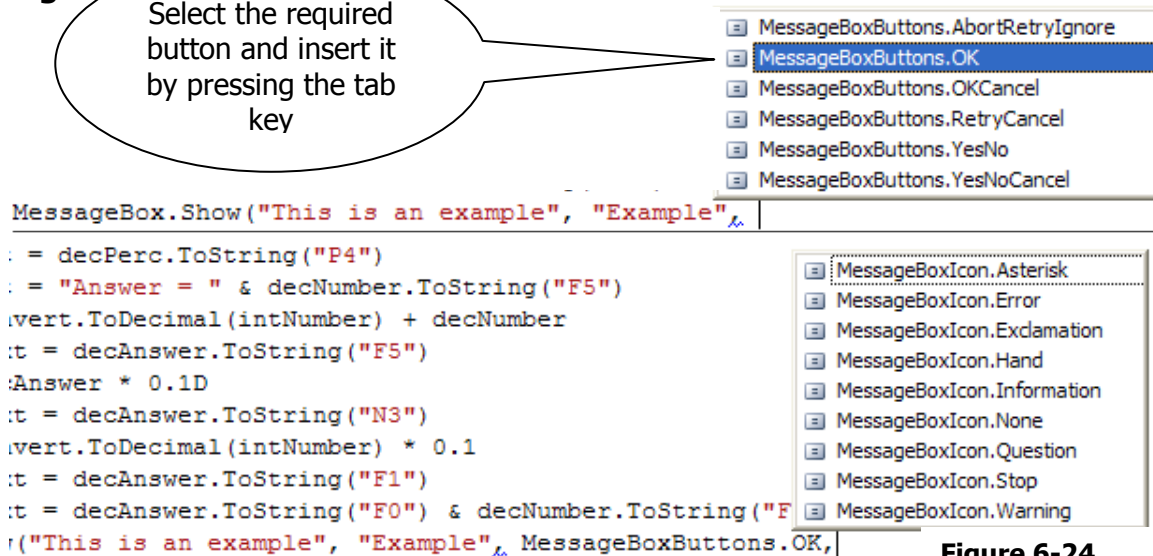 Select the required
button and insert it
by pressing the tab
key
MessageBoxButtons.AbortRetryIgnore
MessageBoxButtons.OK
MessageBoxButtons.OKCancel
MessageBoxButtons.RetryCancel
MessageBoxButtons.YesNo
MessageBoxButtons.YesNoCancel
MessageBox.Show("This is an example", "Example",
= decPerc.ToString("P4")
= "Answer = " & decNumber.ToString("F5")
vert.ToDecimal(intNumber) + decNumber
t = decAnswer.ToString("F5")
Answer * 0.1D
t = decAnswer.ToString("N3")
vert.ToDecimal(intNumber) * 0.1
t = decAnswer.ToString("F1")
t = decAnswer.ToString("F0") & decNumber.ToString("F
("This is an example", "Example", MessageBoxButtons.OK,
MessageBoxIcon.Asterisk
MessageBoxIcon.Error
MessageBoxIcon.Exclamation
MessageBoxIcon.Hand
MessageBoxIcon.Information
MessageBoxIcon.None
MessageBoxIcon.Question
MessageBoxIcon.Stop
MessageBoxIcon.Warning
Figure 6-24